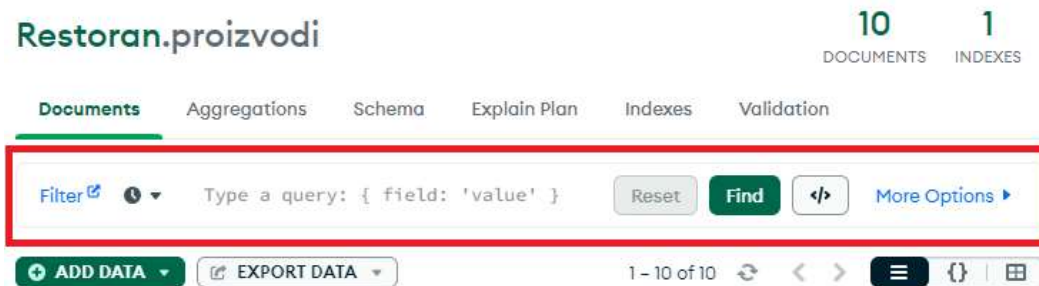 Restoran.proizvodi
10 1
DOCUMENTS INDEXES
Documents Aggregations Schema Explain Plan Indexes Validation
Filter Type a query: { field: 'value' } Reset Find </> More Options
ADD DATA EXPORT DATA 1 – 10 of 10 {}